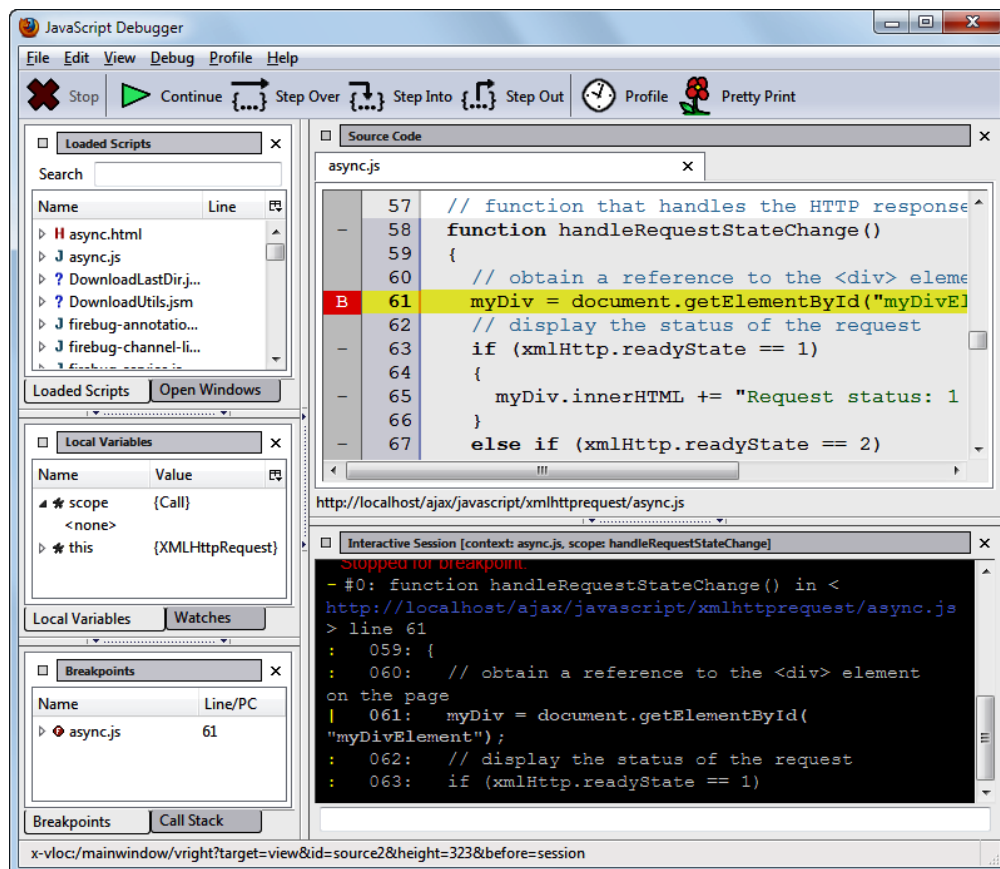 JavaScript Debugger
File Edit View Debug Profile Help
Stop Continue {...} Step Over {...} Step Into {...} Step Out Profile Pretty Print
Loaded Scripts
Search
Name Line
H async.html
J async.js
? DownloadLastDir.j...
? DownloadUtils.jsm
J firebug-annotatio...
J firebug-channel-li...
Loaded Scripts Open Windows
Local Variables
Name Value
scope {Call}
<none>
this {XMLHttpRequest}
Local Variables Watches
Breakpoints
Name Line/PC
async.js 61
Breakpoints Call Stack
Source Code
async.js
57 // function that handles the HTTP response
– 58 function handleRequestStateChange()
59 {
60 // obtain a reference to the <div> eleme
B 61 myDiv = document.getElementById("myDivEl
62 // display the status of the request
– 63 if (xmlHttp.readyState == 1)
64 {
– 65 myDiv.innerHTML += "Request status: 1
66 }
– 67 else if (xmlHttp.readyState == 2)
http://localhost/ajax/javascript/xmlhttprequest/async.js
Interactive Session [context: async.js, scope: handleRequestStateChange]
Stopped for breakpoint.
– #0: function handleRequestStateChange() in <
http://localhost/ajax/javascript/xmlhttprequest/async.js
> line 61
: 059: {
: 060: // obtain a reference to the <div> element
on the page
| 061: myDiv = document.getElementById(
"myDivElement");
: 062: // display the status of the request
: 063: if (xmlHttp.readyState == 1)
x-vloc:/mainwindow/vright?target=view&id=source2&height=323&before=session